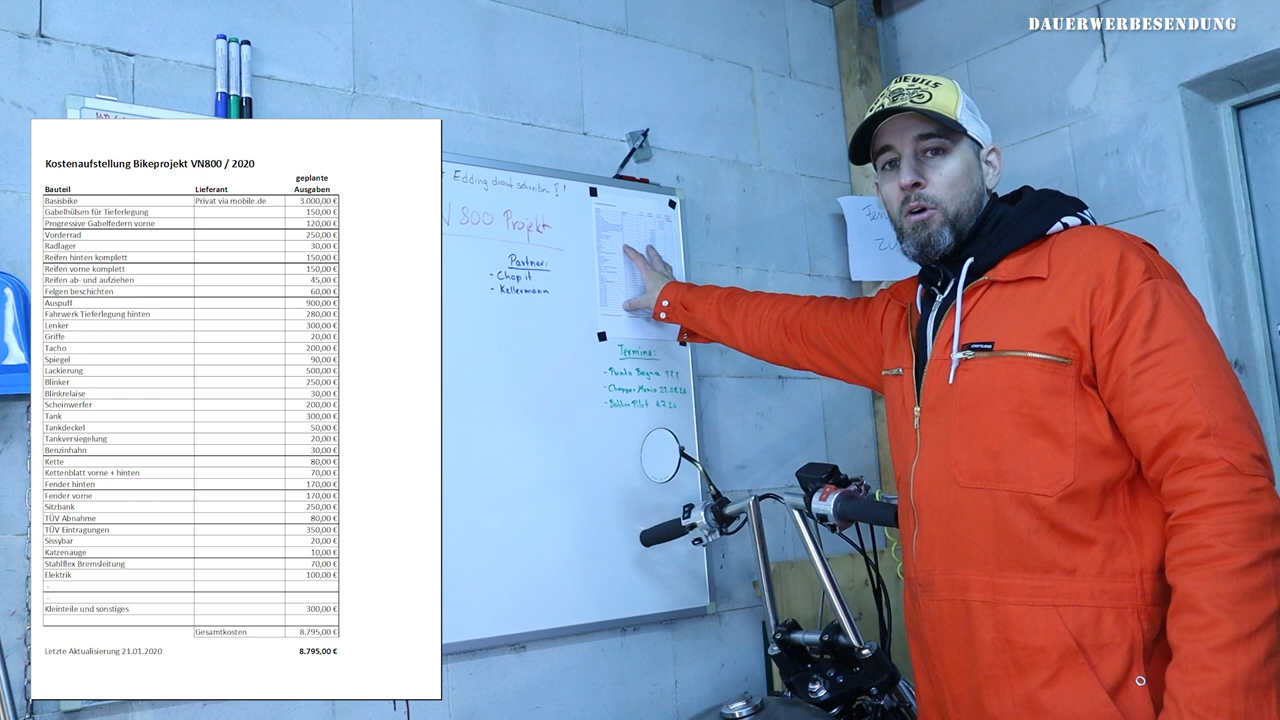 DAUERWERBESENDUNG
DEVILS
Edding drauf schreiben !!
VN 800 Projekt
Partner:
- Chop it
- Kellermann
Termine:
- Punta Bagna ???
Kostenaufstellung Bikeprojekt VN800 / 2020
geplante
Bauteil Lieferant Ausgaben
Basisbike Privat via mobile.de 3.000,00 €
Gabelhülsen für Tieferlegung 150,00 €
Progressive Gabelfedern vorne 120,00 €
Vorderrad 250,00 €
Radlager 30,00 €
Reifen hinten komplett 150,00 €
Reifen vorne komplett 150,00 €
Reifen ab- und aufziehen 45,00 €
Felgen beschichten 60,00 €
Auspuff 900,00 €
Fahrwerk Tieferlegung hinten 280,00 €
Lenker 300,00 €
Griffe 20,00 €
Tacho 200,00 €
Spiegel 90,00 €
Lackierung 500,00 €
Blinker 250,00 €
Blinkrelaise 30,00 €
Scheinwerfer 200,00 €
Tank 300,00 €
Tankdeckel 50,00 €
Tankversiegelung 20,00 €
Benzinhahn 30,00 €
Kette 80,00 €
Kettenblatt vorne + hinten 70,00 €
Fender hinten 170,00 €
Fender vorne 170,00 €
Sitzbank 250,00 €
TÜV Abnahme 80,00 €
TÜV Eintragungen 350,00 €
Sissybar 20,00 €
Katzenauge 10,00 €
Stahlflex Bremsleitung 70,00 €
Elektrik 100,00 €
Kleinteile und sonstiges 300,00 €
Gesamtkosten 8.795,00 €
Letzte Aktualisierung 21.01.2020 8.795,00 €